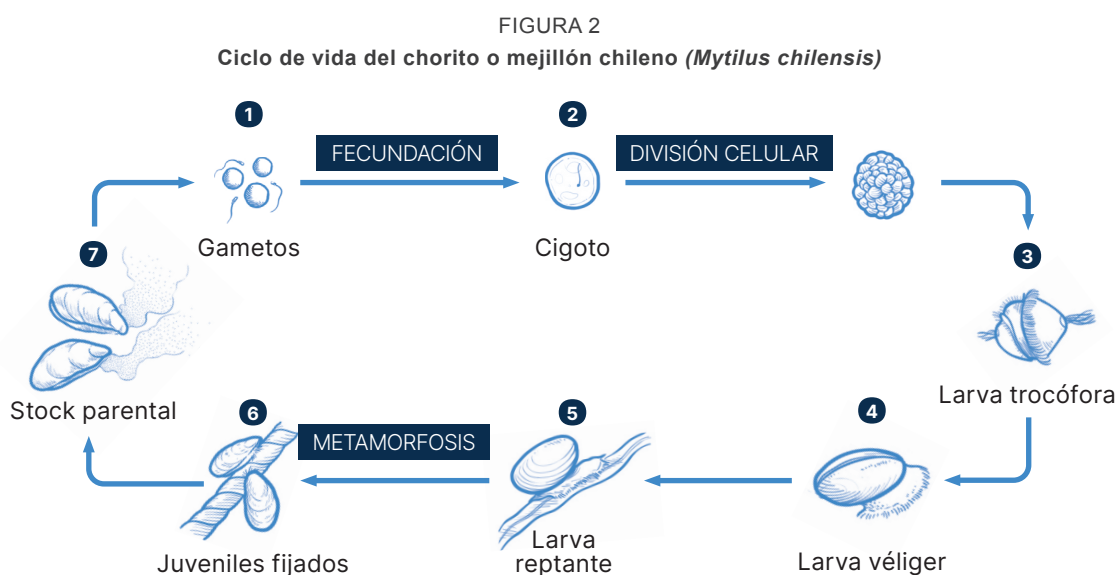 FIGURA 2
Ciclo de vida del chorito o mejillón chileno (Mytilus chilensis)
1
2
FECUNDACIÓN
DIVISIÓN CELULAR
Gametos
Cigoto
7
3
Stock parental
Larva trocófora
6
5
4
METAMORFOSIS
Juveniles fijados
Larva
reptante
Larva véliger